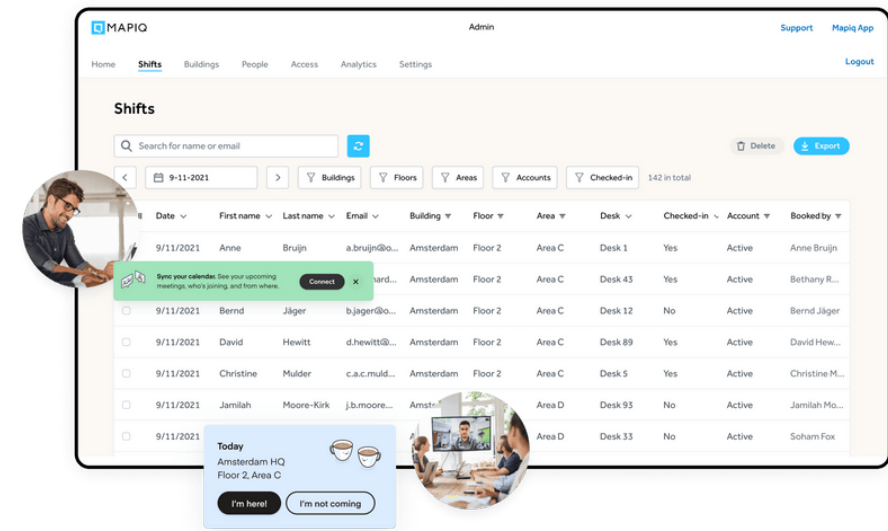 MAPIQ
Admin
Support Mapiq App
Home Shifts Buildings People Access Analytics Settings
Logout
Shifts
Search for name or email
Delete Export
9-11-2021 Buildings Floors Areas Accounts Checked-in 142 in total
Date First name Last name Email Building Floor Area Desk Checked-in Account Booked by
9/11/2021 Anne Bruijn a.bruijn@o... Amsterdam Floor 2 Area C Desk 1 Yes Active Anne Bruijn
Sync your calendar. See your upcoming
meetings, who's joining, and from where.
Connect
Amsterdam Floor 2 Area C Desk 43 Yes Active Bethany R...
9/11/2021 Bernd Jäger b.jager@o... Amsterdam Floor 2 Area C Desk 12 No Active Bernd Jäger
9/11/2021 David Hewitt d.hewitt@... Amsterdam Floor 2 Area C Desk 89 Yes Active David Hew...
9/11/2021 Christine Mulder c.a.c.muld... Amsterdam Floor 2 Area C Desk 5 Yes Active Christine M...
9/11/2021 Jamilah Moore-Kirk j.b.moore... Area D Desk 93 No Active Jamilah Mo...
9/11/2021 Area D Desk 33 No Active Soham Fox
Today
Amsterdam HQ
Floor 2, Area C
I'm here! I'm not coming